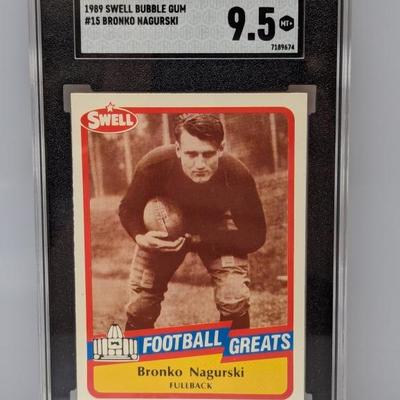 1989 SWELL BUBBLE GUM
#15 BRONKO NAGURSKI
9.5 MT+
7189674
SWELL
FOOTBALL GREATS
Bronko Nagurski
FULLBACK